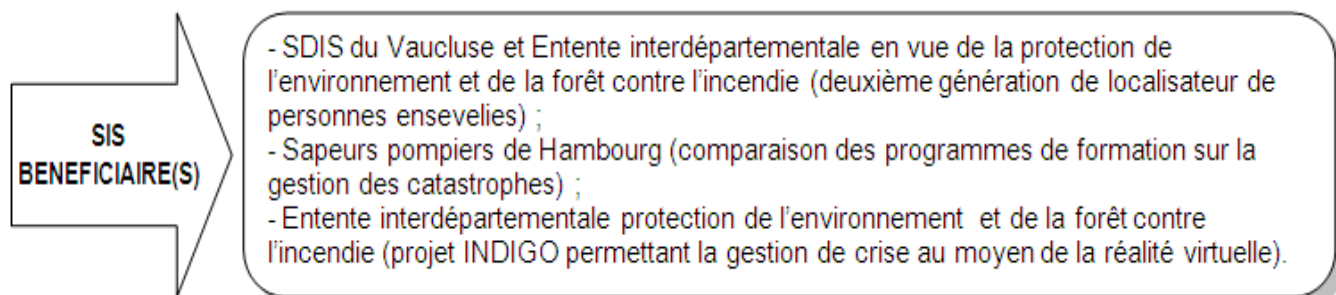 SIS
BENEFICIAIRE(S)
- SDIS du Vaucluse et Entente interdépartementale en vue de la protection de
l'environnement et de la forêt contre l'incendie (deuxième génération de localisateur de
personnes ensevelies) ;
- Sapeurs pompiers de Hambourg (comparaison des programmes de formation sur la
gestion des catastrophes) ;
- Entente interdépartementale protection de l'environnement et de la forêt contre
l'incendie (projet INDIGO permettant la gestion de crise au moyen de la réalité virtuelle).